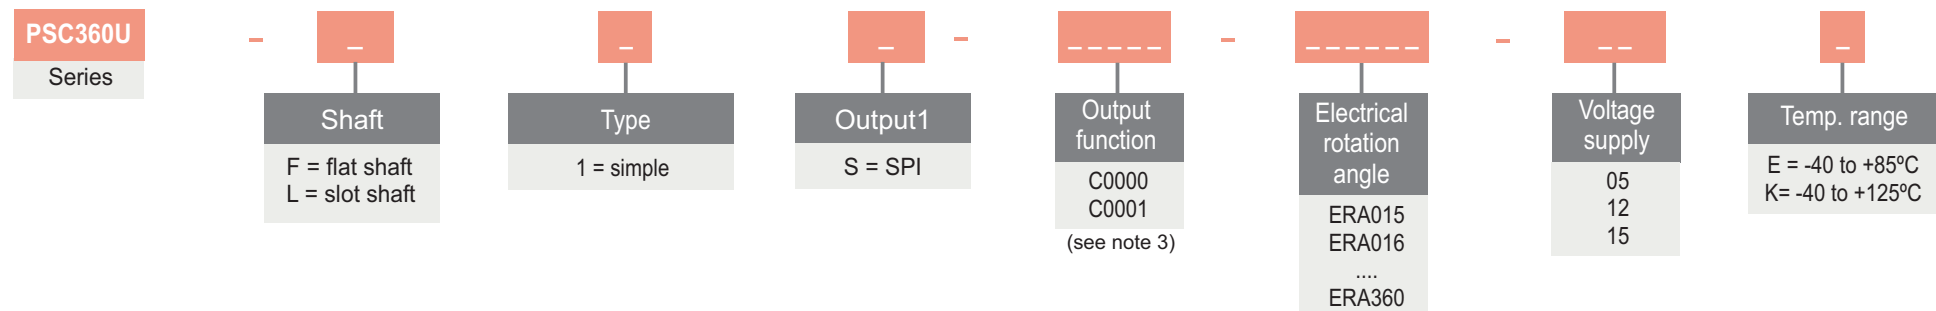 PSC360U - _ _ _ - _ _ _ _ _ - _ _ _ _ _ _ - _ _ _
Series
Shaft
F = flat shaft
L = slot shaft
Type
1 = simple
Output1
S = SPI
Output
function
C0000
C0001
(see note 3)
Electrical
rotation
angle
ERA015
ERA016
....
ERA360
Voltage
supply
05
12
15
Temp. range
E = -40 to +85ºC
K= -40 to +125ºC